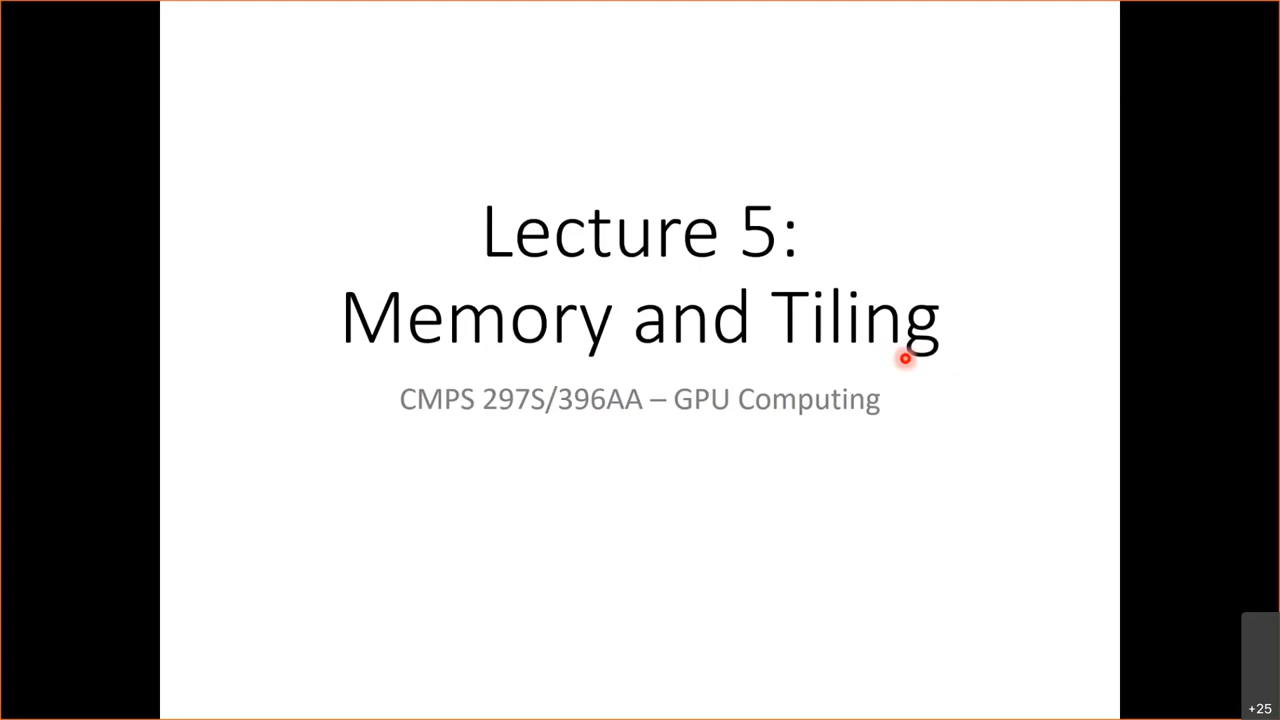 Lecture 5:
Memory and Tiling
CMPS 297S/396AA – GPU Computing
+25